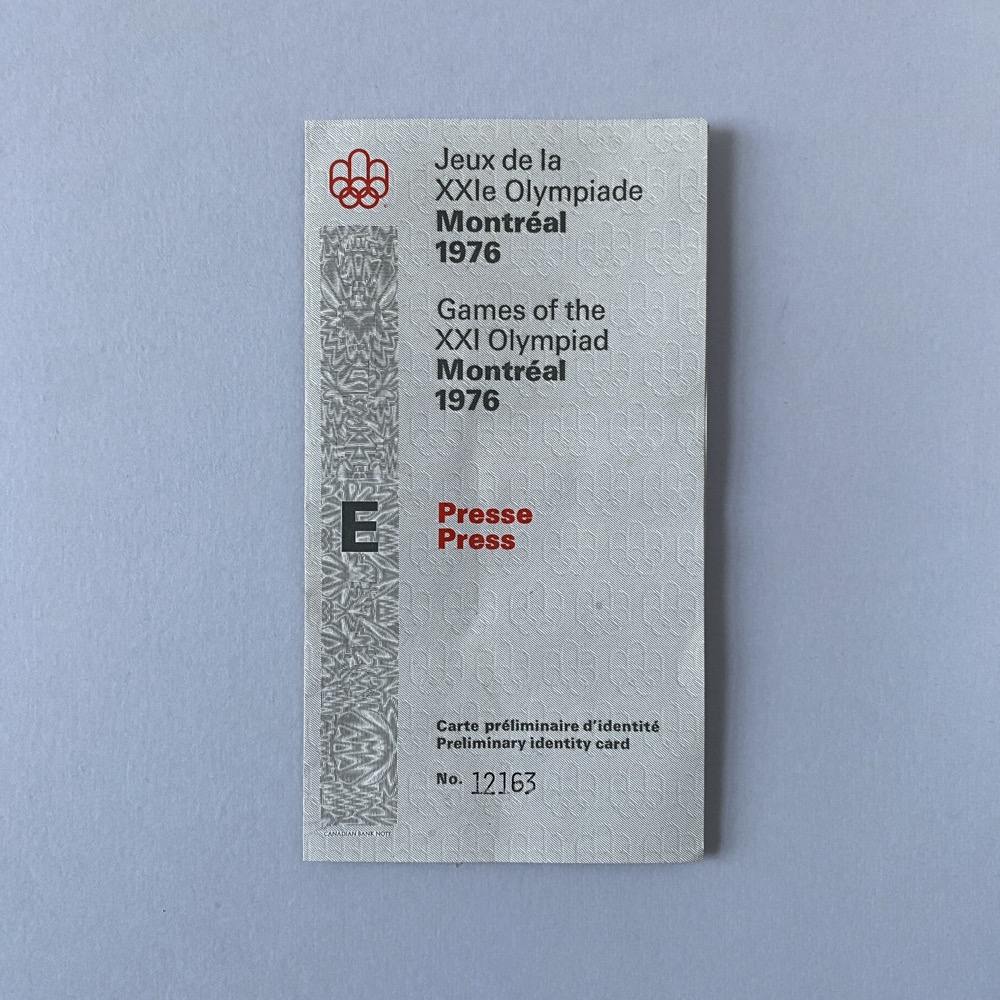 Jeux de la
XXIe Olympiade
Montréal
1976
Games of the
XXI Olympiad
Montréal
1976
E
Presse
Press
Carte préliminaire d'identité
Preliminary identity card
No. 12163
CANADIAN BANK NOTE